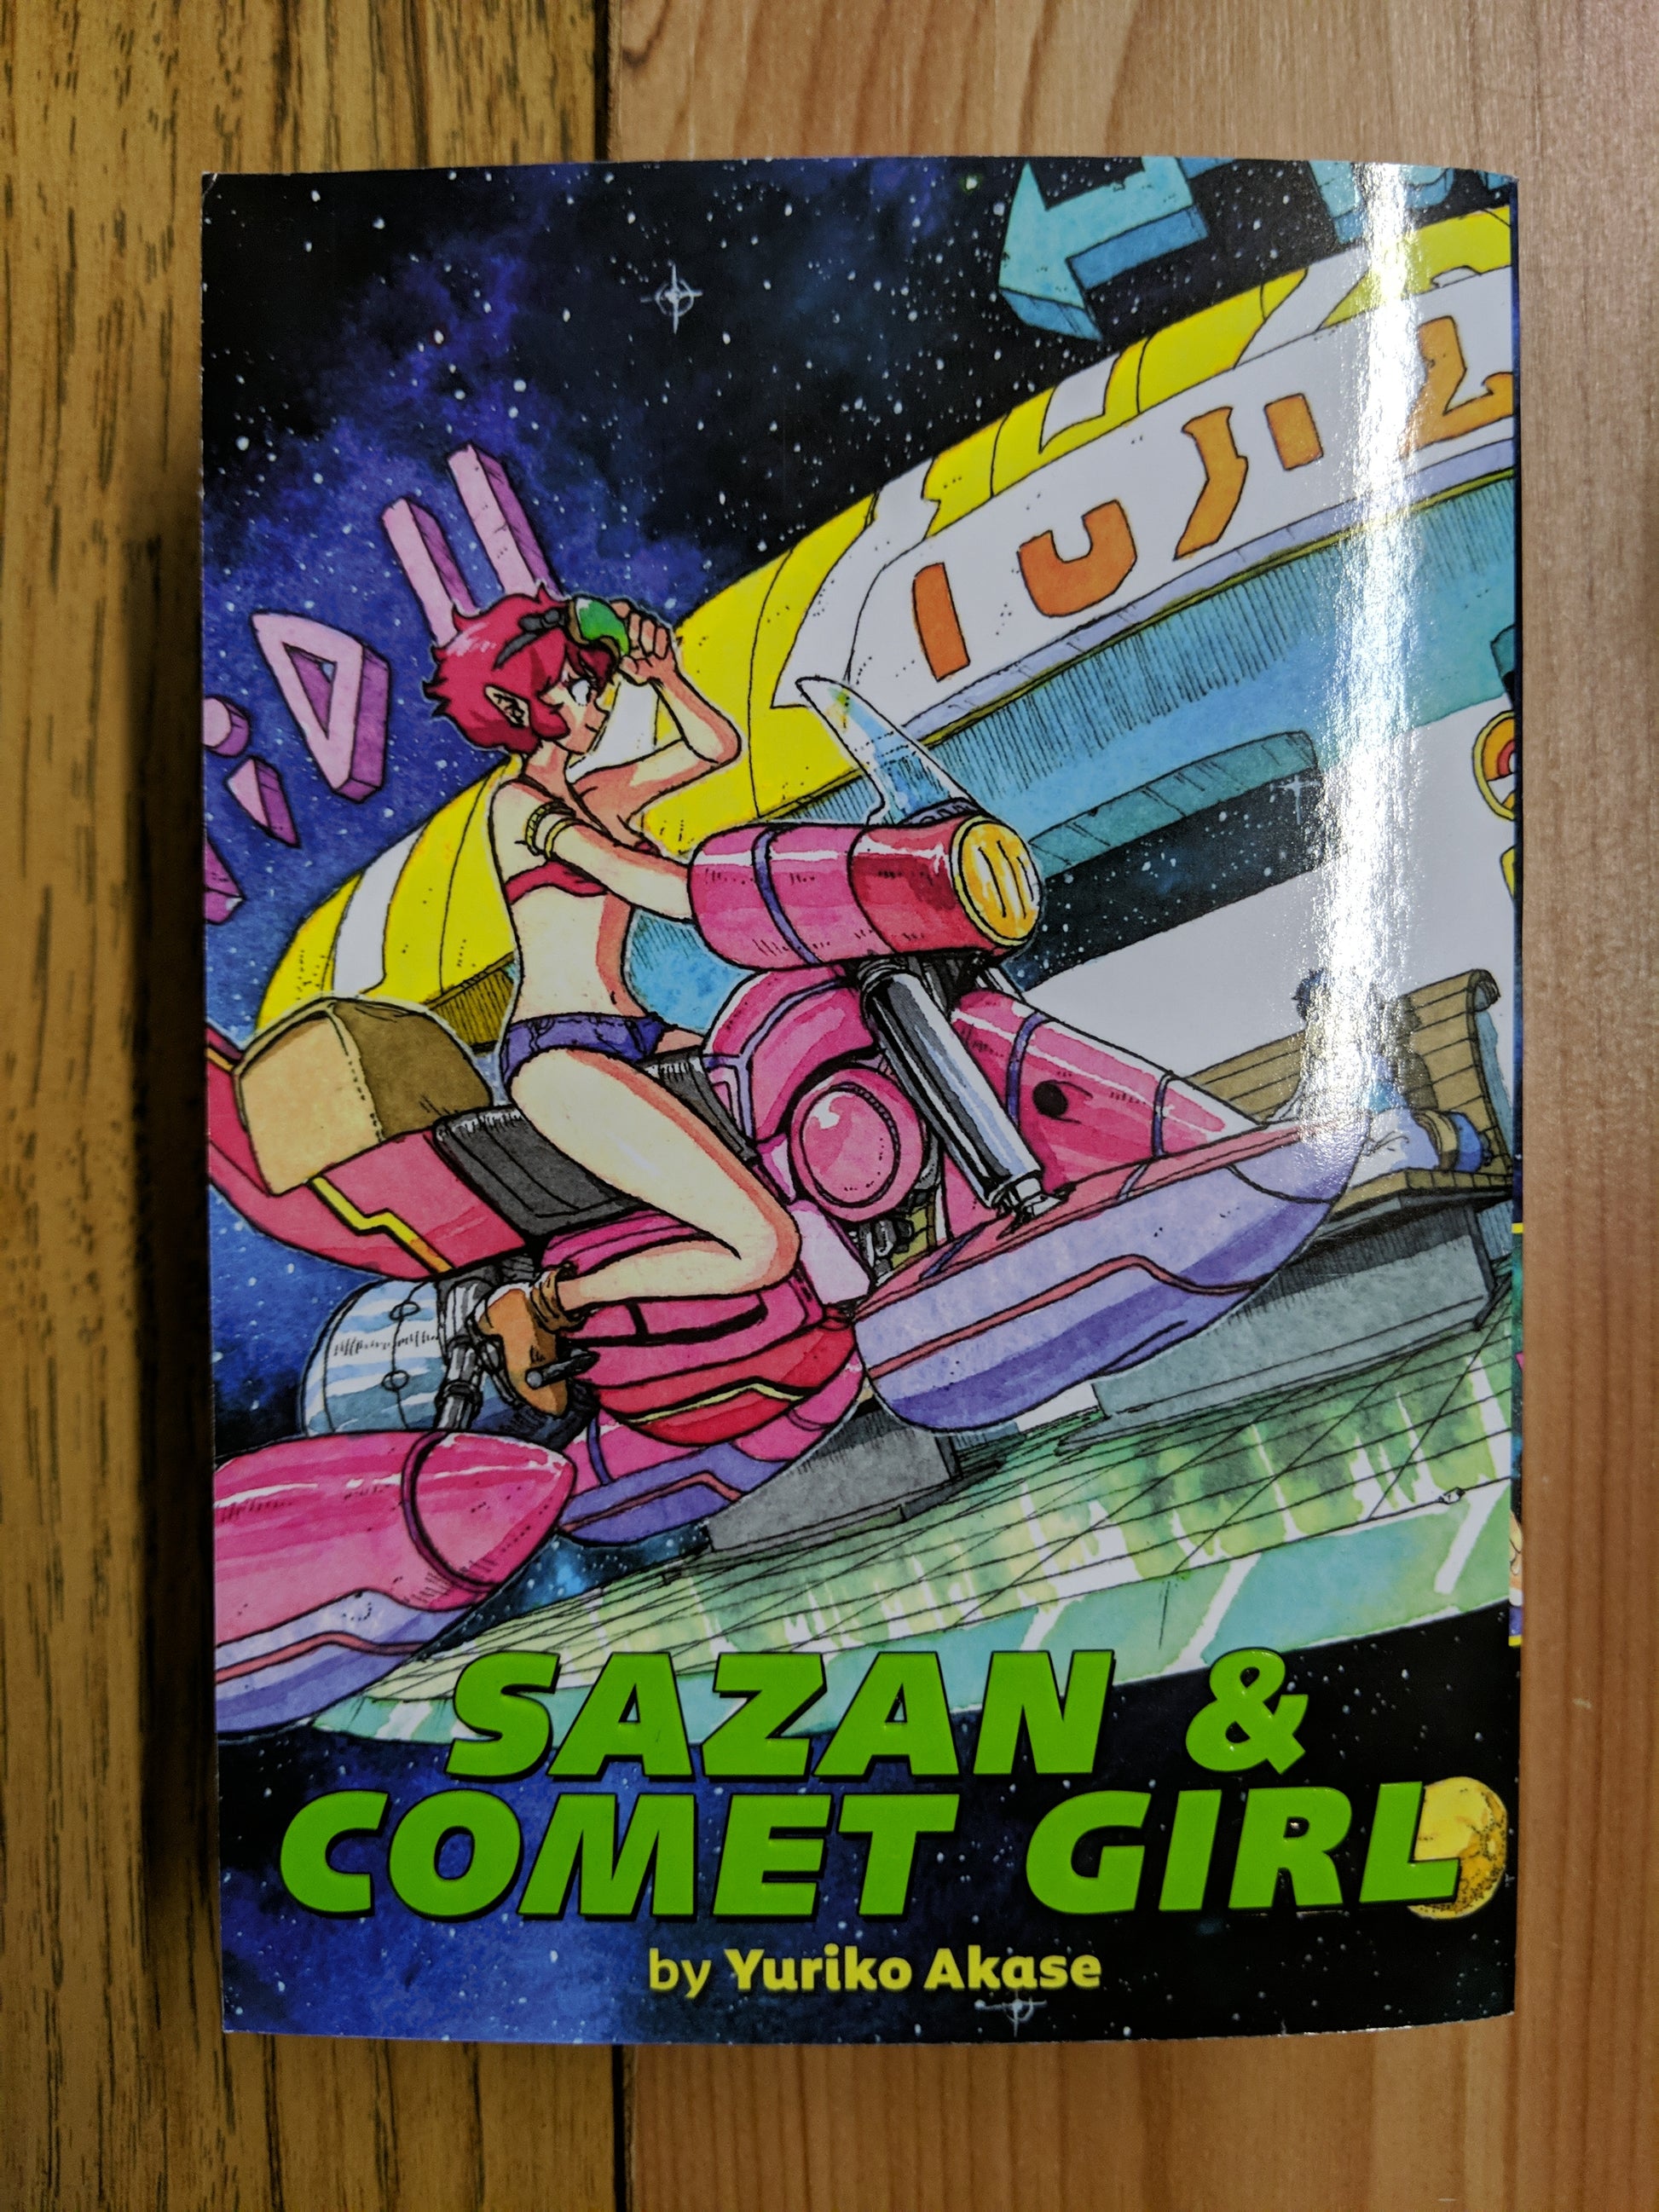 SAZAN &
COMET GIRL
by Yuriko Akase